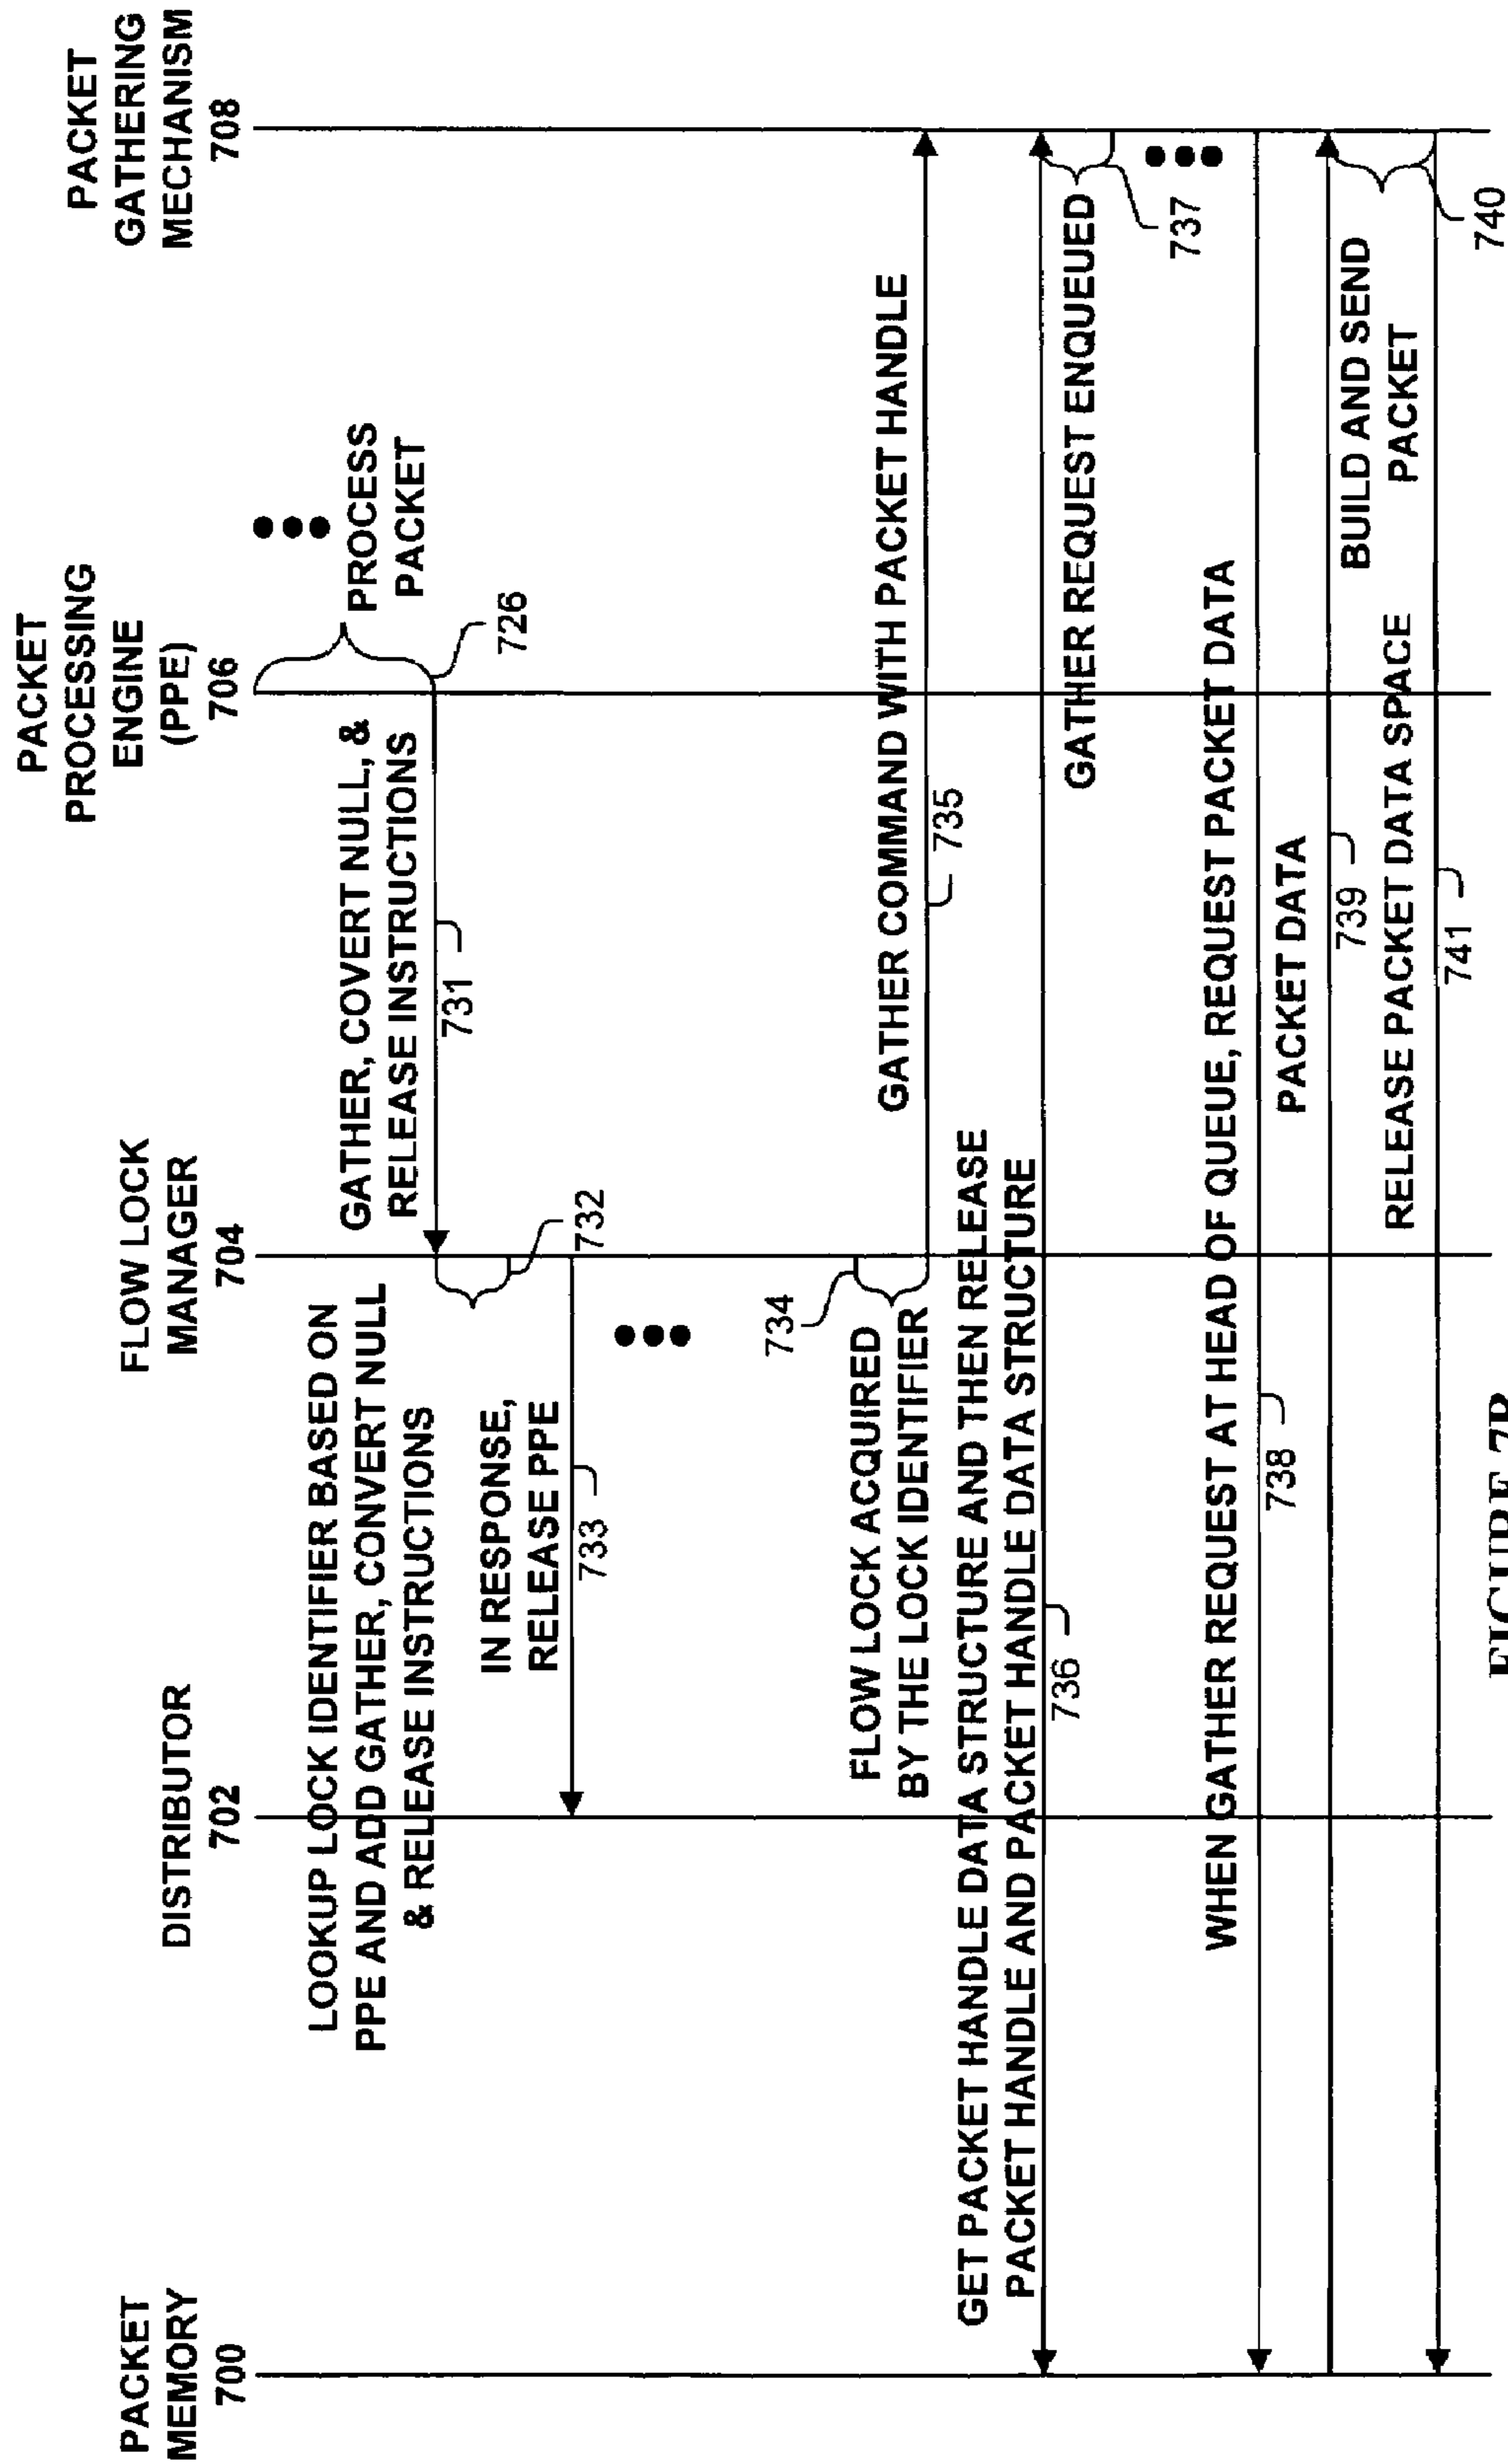 PACKET
MEMORY
700
DISTRIBUTOR
702
FLOW LOCK
MANAGER
704
PACKET
PROCESSING
ENGINE
(PPE)
706
PACKET
GATHERING
MECHANISM
708
PROCESS
PACKET
726
GATHER, COVERT NULL, &
RELEASE INSTRUCTIONS
731
LOOKUP LOCK IDENTIFIER BASED ON
PPE AND ADD GATHER, CONVERT NULL
& RELEASE INSTRUCTIONS
732
IN RESPONSE,
RELEASE PPE
733
734
FLOW LOCK ACQUIRED
BY THE LOCK IDENTIFIER
GATHER COMMAND WITH PACKET HANDLE
735
GET PACKET HANDLE DATA STRUCTURE AND THEN RELEASE
PACKET HANDLE AND PACKET HANDLE DATA STRUCTURE
736
GATHER REQUEST ENQUEUED
737
WHEN GATHER REQUEST AT HEAD OF QUEUE, REQUEST PACKET DATA
738
PACKET DATA
739
BUILD AND SEND
PACKET
740
RELEASE PACKET DATA SPACE
741
FIGURE 7B